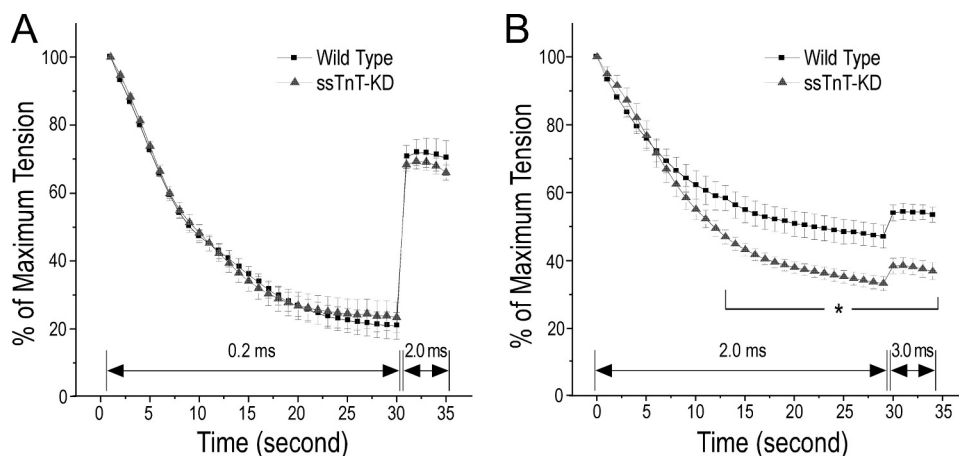 A
% of Maximum Tension
100
80
60
40
20
0
Wild Type
ssTnT-KD
0.2 ms
2.0 ms
0 5 10 15 20 25 30 35
Time (second)
B
% of Maximum Tension
100
80
60
40
20
0
Wild Type
ssTnT-KD
*
2.0 ms
3.0 ms
0 5 10 15 20 25 30 35
Time (second)